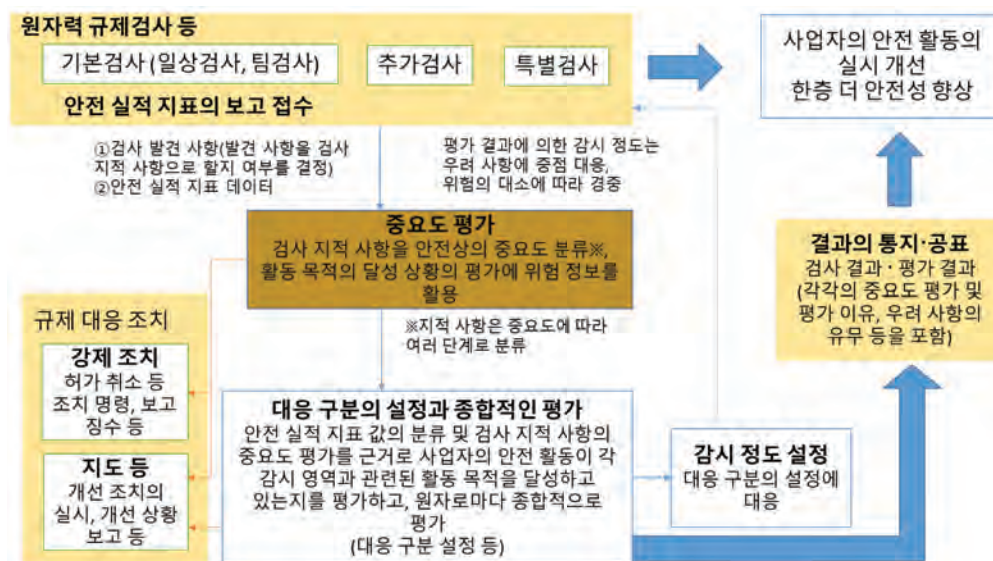 원자력 규제검사 등
기본검사 (일상검사, 팀검사)
추가검사
특별검사
안전 실적 지표의 보고 접수
사업자의 안전 활동의
실시 개선
한층 더 안전성 향상
①검사 발견 사항(발견 사항을 검사
지적 사항으로 할지 여부를 결정)
②안전 실적 지표 데이터
평가 결과에 의한 감시 정도는
우려 사항에 중점 대응,
위험의 대소에 따라 경중
중요도 평가
검사 지적 사항을 안전상의 중요도 분류※,
활동 목적의 달성 상황의 평가에 위험 정보를
활용
※지적 사항은 중요도에 따라
여러 단계로 분류
결과의 통지·공표
검사 결과 · 평가 결과
(각각의 중요도 평가 및
평가 이유, 우려 사항의
유무 등을 포함)
규제 대응 조치
강제 조치
허가 취소 등
조치 명령, 보고
징수 등
지도 등
개선 조치의
실시, 개선 상황
보고 등
대응 구분의 설정과 종합적인 평가
안전 실적 지표 값의 분류 및 검사 지적 사항의
중요도 평가를 근거로 사업자의 안전 활동이 각
감시 영역과 관련된 활동 목적을 달성하고
있는지를 평가하고, 원자로마다 종합적으로
평가
(대응 구분 설정 등)
감시 정도 설정
대응 구분의 설정에
대응